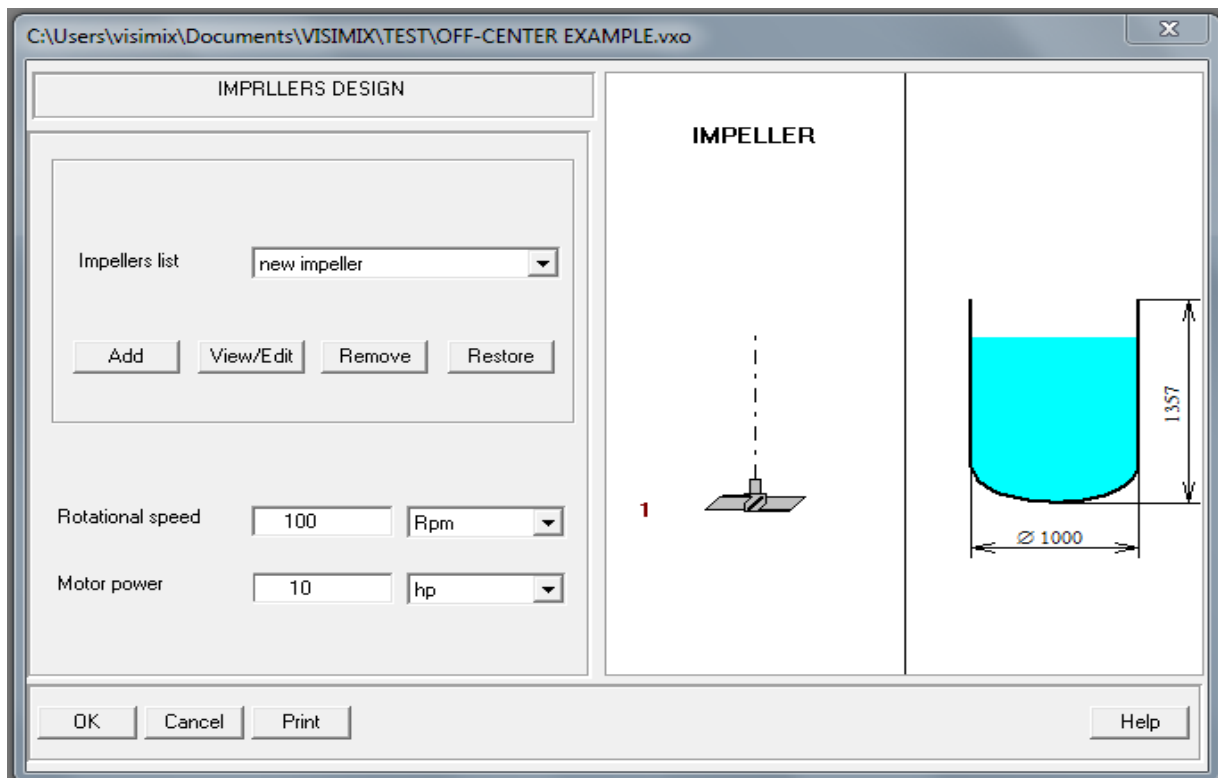 C:\Users\visimix\Documents\VISIMIX\TEST\OFF-CENTER EXAMPLE.vxo
IMPRLLERS DESIGN
Impellers list
new impeller
Add
View/Edit
Remove
Restore
Rotational speed
100
Rpm
Motor power
10
hp
IMPELLER
1
1357
∅ 1000
OK
Cancel
Print
Help